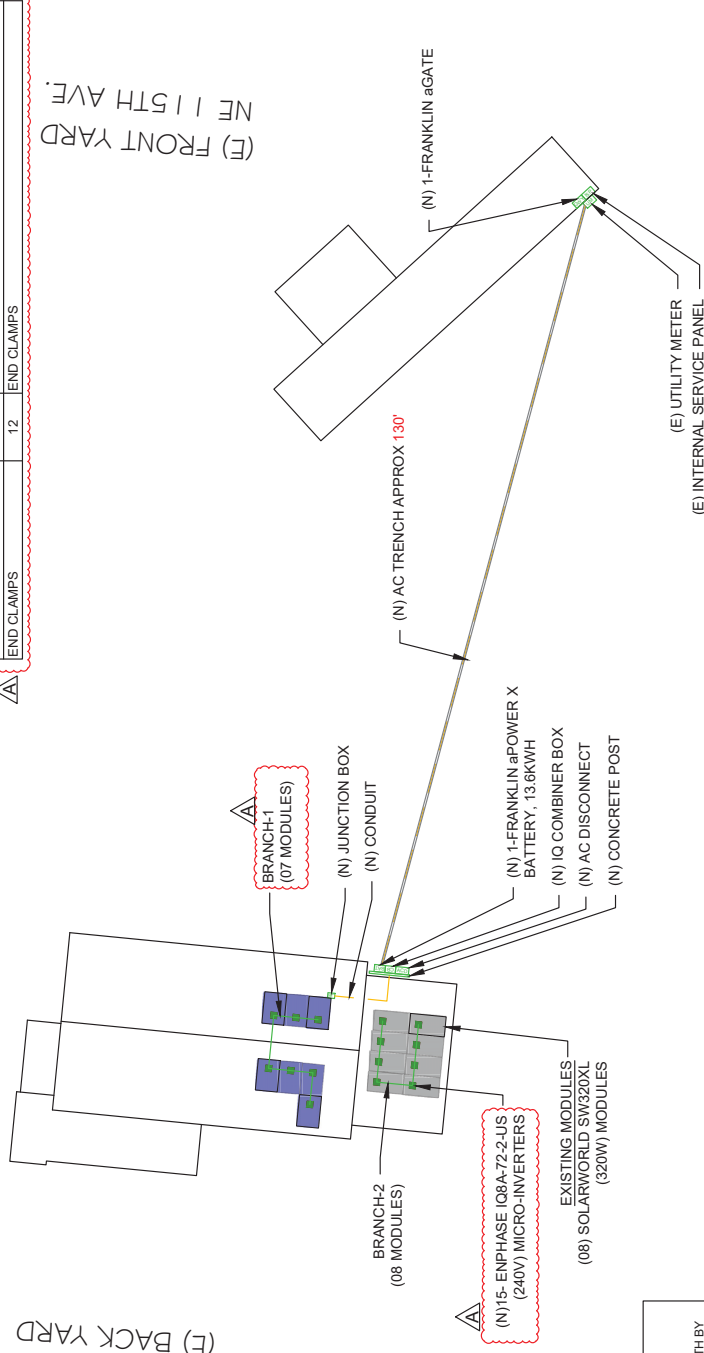 END CLAMPS
12
END CLAMPS
A
(E) FRONT YARD
NE 115TH AVE.
(N) 1-FRANKLIN aGATE
(E) UTILITY METER
(E) INTERNAL SERVICE PANEL
(N) AC TRENCH APPROX 130'
A
BRANCH-1
(07 MODULES)
(N) JUNCTION BOX
(N) CONDUIT
(N) 1-FRANKLIN aPOWER X
BATTERY, 13.6KWH
(N) IQ COMBINER BOX
(N) AC DISCONNECT
(N) CONCRETE POST
BRANCH-2
(08 MODULES)
A
(N)15- ENPHASE IQ8A-72-2-US
(240V) MICRO-INVERTERS
EXISTING MODULES
(08) SOLARWORLD SW320XL
(320W) MODULES
(E) BACK YARD
TH BY